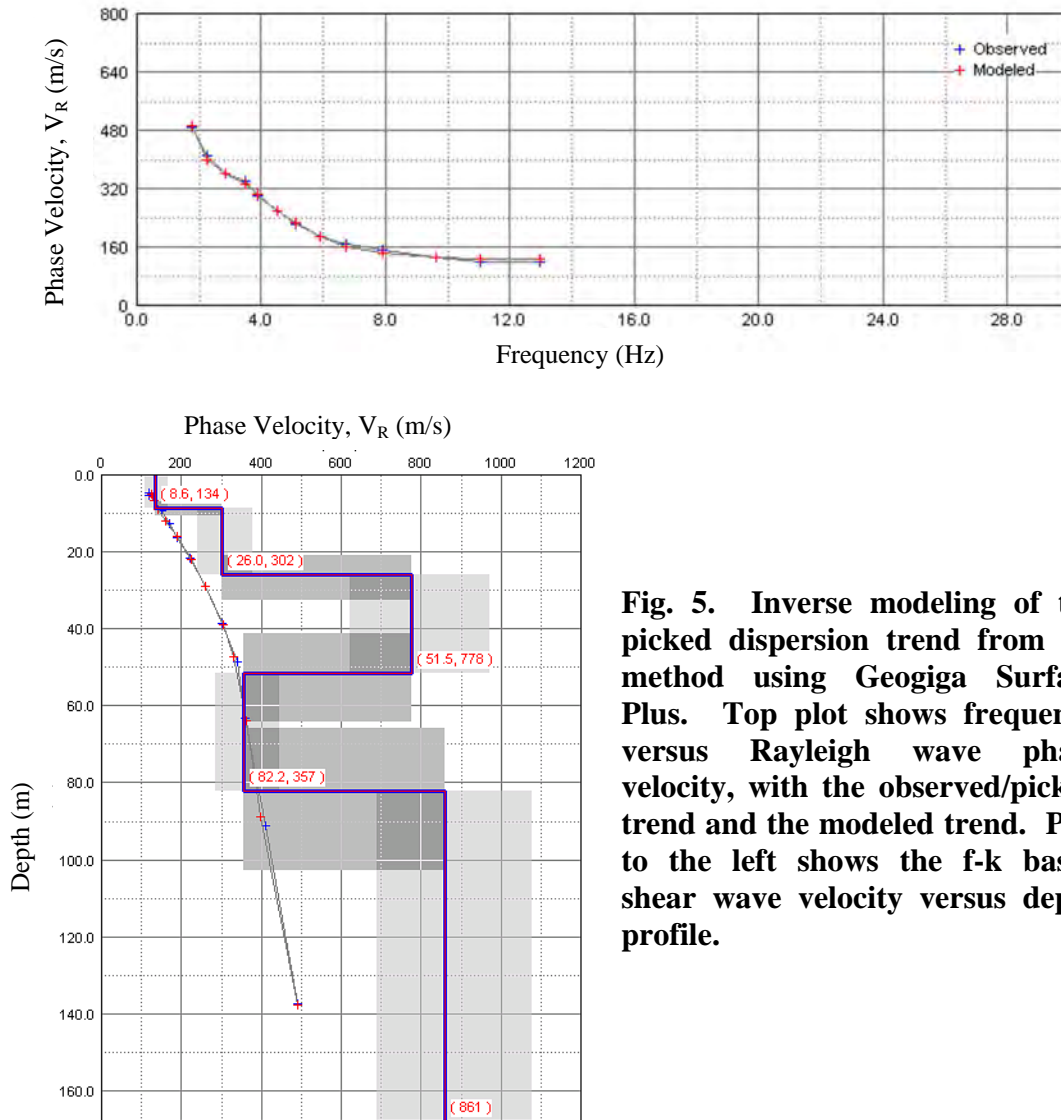 800
640
480
320
160
0
Phase Velocity, VR (m/s)
Observed
Modeled
0.0 4.0 8.0 12.0 16.0 20.0 24.0 28.0
Frequency (Hz)
Phase Velocity, VR (m/s)
0 200 400 600 800 1000 1200
0.0
20.0
40.0
60.0
80.0
100.0
120.0
140.0
160.0
Depth (m)
( 8.6, 134 )
( 26.0, 302 )
( 51.5, 778 )
( 82.2, 357 )
( 861 )
Fig. 5. Inverse modeling of t
picked dispersion trend from
method using Geogiga Surfa
Plus. Top plot shows frequen
versus Rayleigh wave pha
velocity, with the observed/pick
trend and the modeled trend. P
to the left shows the f-k bas
shear wave velocity versus dep
profile.